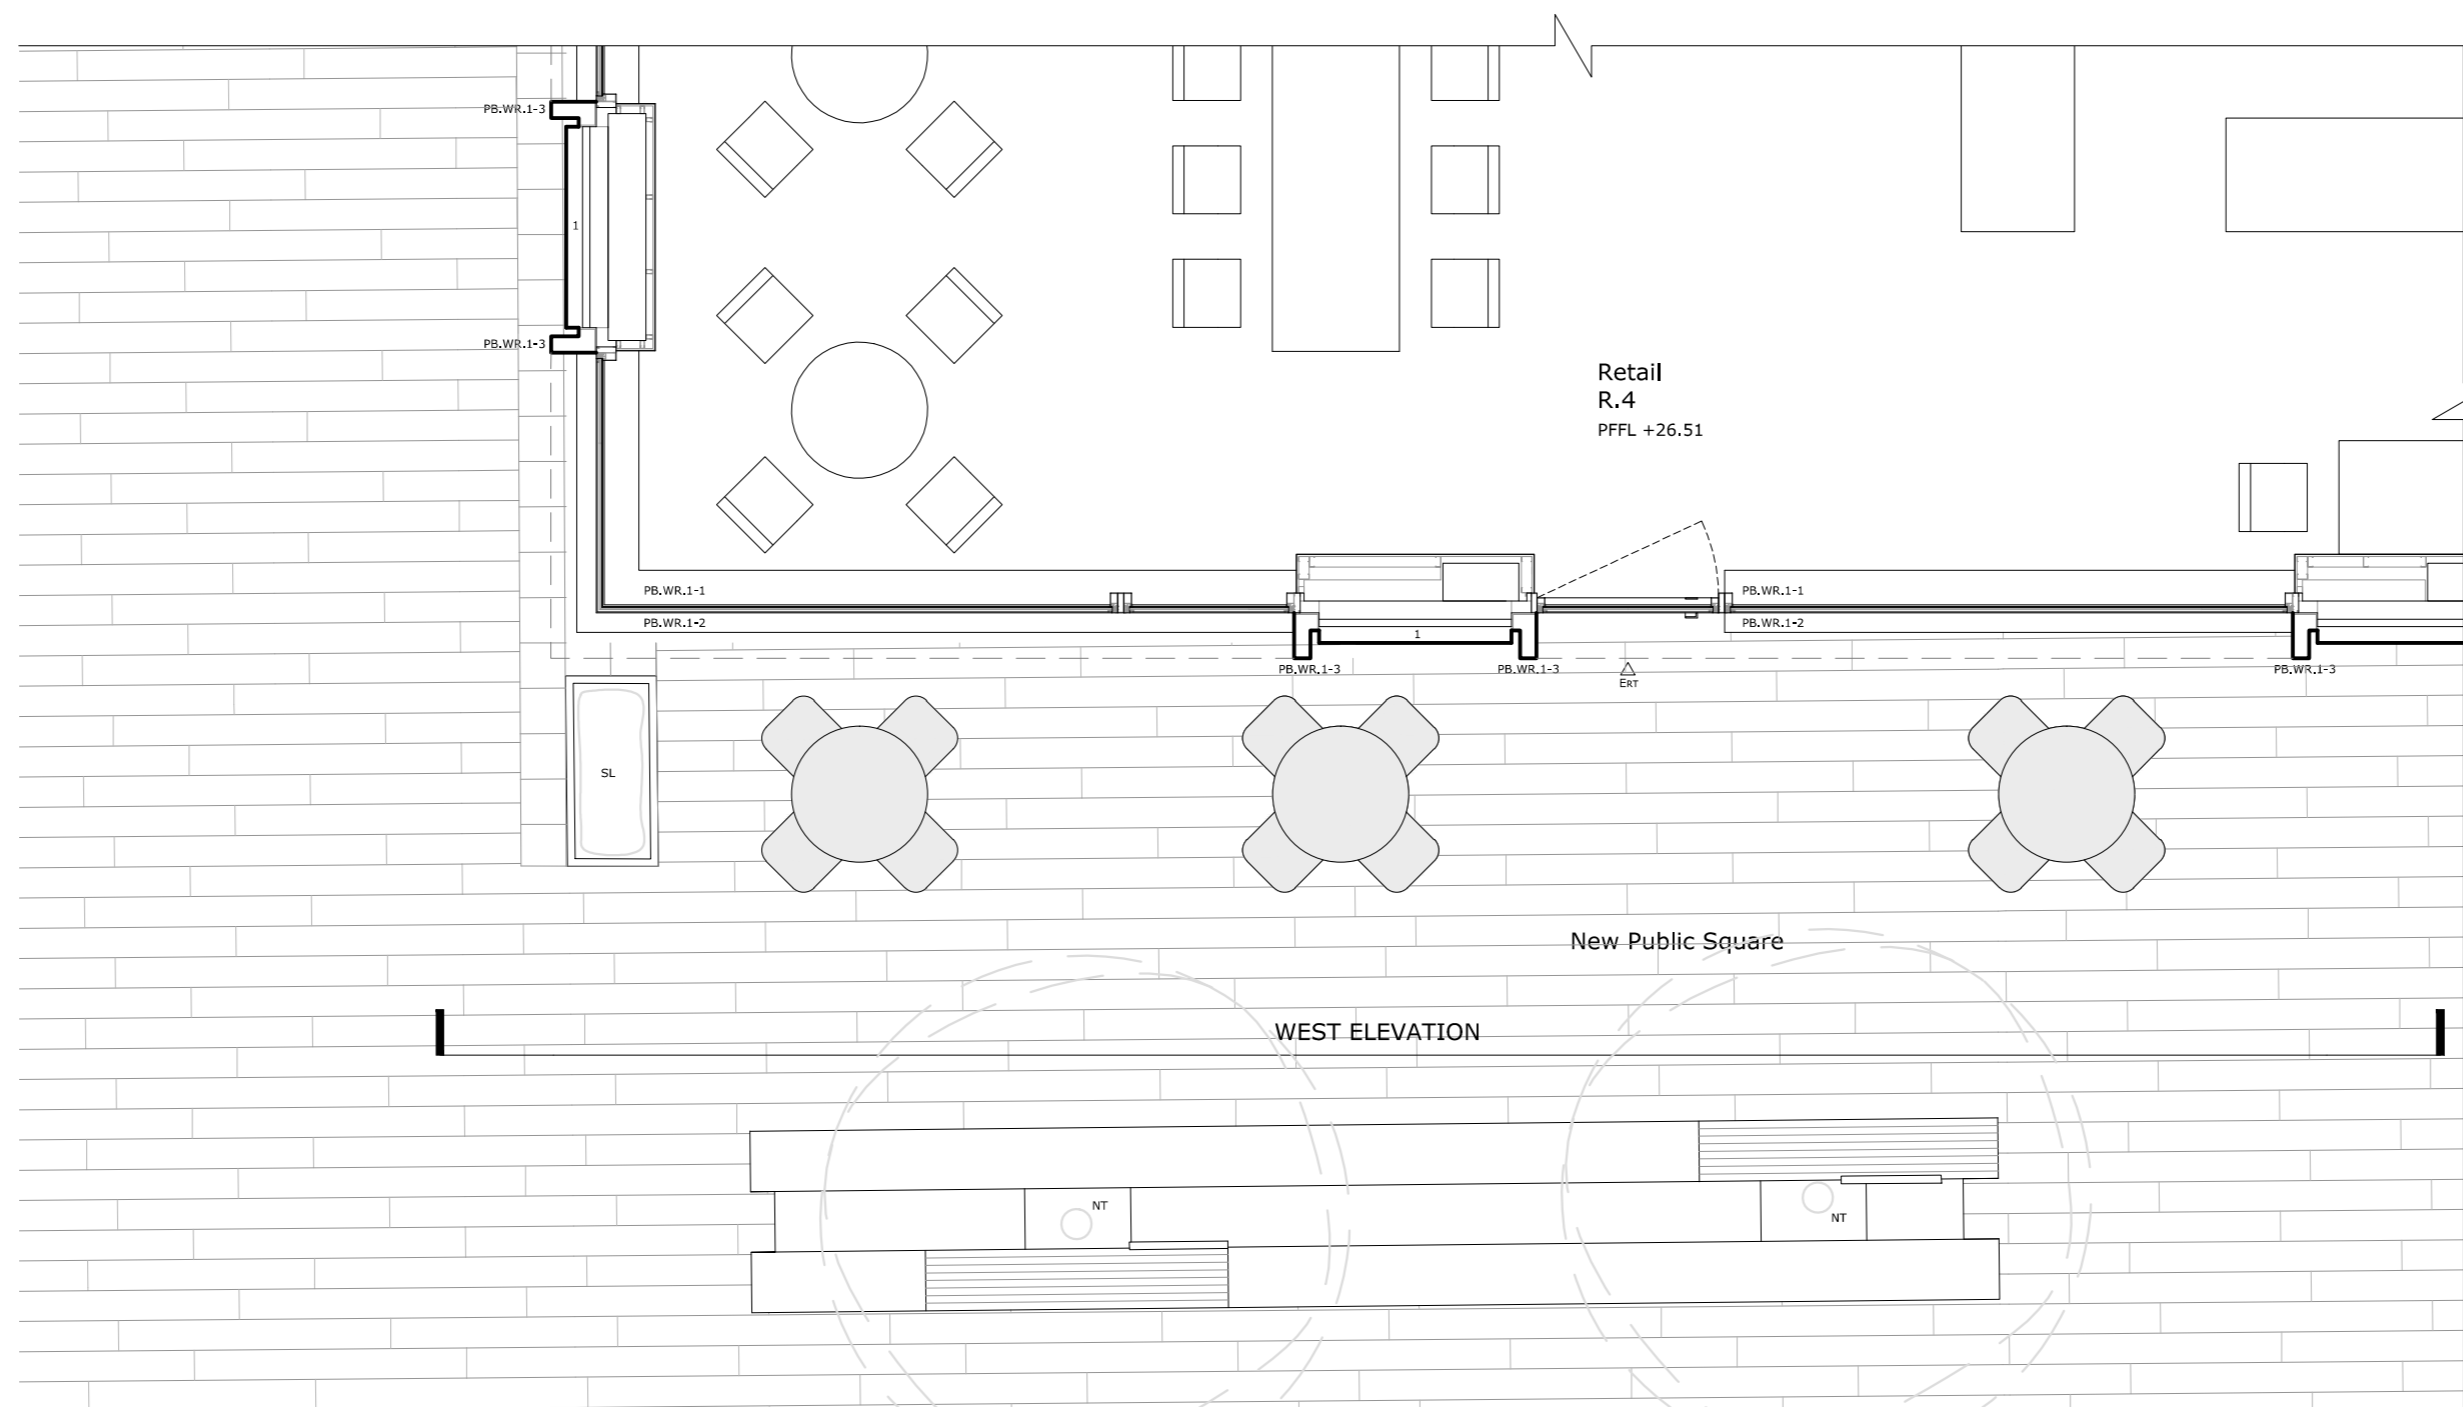 PB.WR.1-3
1
PB.WR.1-3
Retail
R.4
PFFL +26.51
PB.WR.1-1
PB.WR.1-1
PB.WR.1-2
PB.WR.1-2
1
PB.WR.1-3
PB.WR.1-3
PB.WR.1-3
ERT
SL
New Public Square
WEST ELEVATION
NT
NT